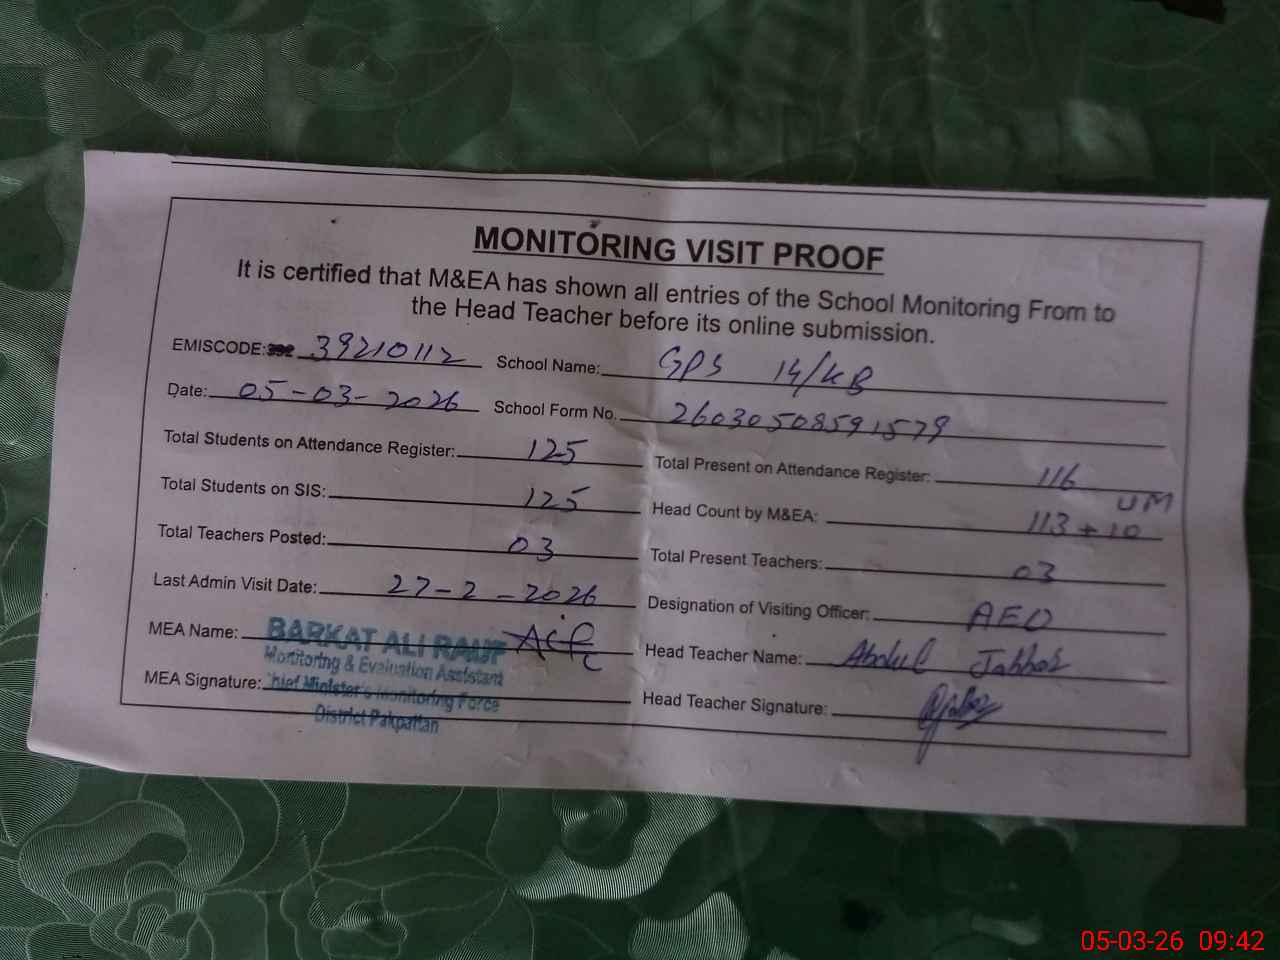 MONITORING VISIT PROOF
It is certified that M&EA has shown all entries of the School Monitoring From to
the Head Teacher before its online submission.
EMISCODE: 39210112 School Name: GPS 14/KB
Date: 05-03-2026 School Form No. 26030508591579
Total Students on Attendance Register: 125 Total Present on Attendance Register: 116
Total Students on SIS: 125 Head Count by M&EA: 113 + 10 UM
Total Teachers Posted: 03 Total Present Teachers: 03
Last Admin Visit Date: 27-2-2026 Designation of Visiting Officer: AEO
MEA Name: BARKAT ALI RAUF Head Teacher Name: Abdul Jabbar
Monitoring & Evaluation Assistant
MEA Signature: Chief Minister's Monitoring Force Head Teacher Signature:
District Pakpattan
05-03-26 09:42